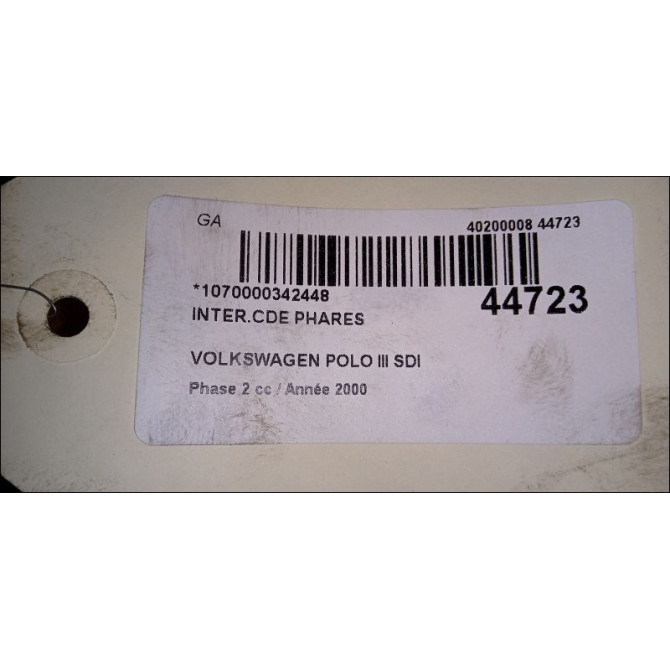 GA 40200008 44723
*1070000342448 44723
INTER.CDE PHARES
VOLKSWAGEN POLO III SDI
Phase 2 cc / Année 2000